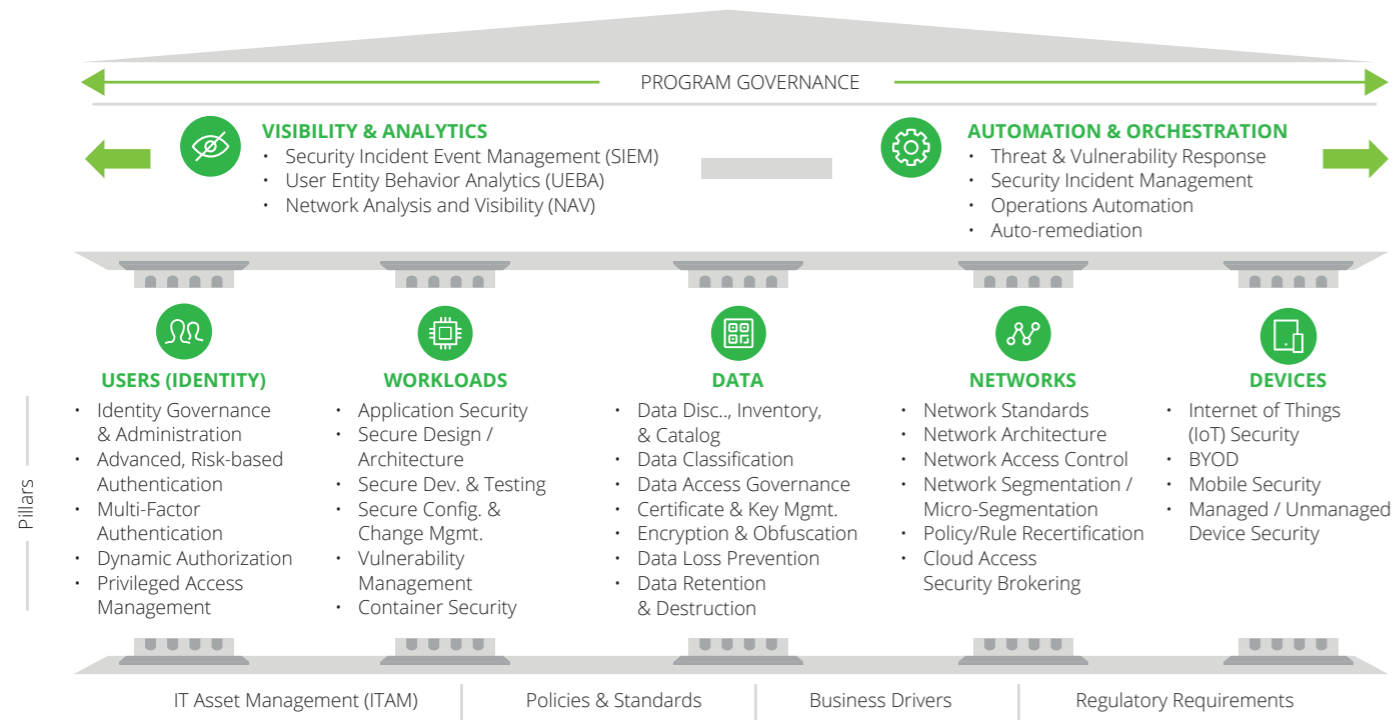 PROGRAM GOVERNANCE
VISIBILITY & ANALYTICS
• Security Incident Event Management (SIEM)
• User Entity Behavior Analytics (UEBA)
• Network Analysis and Visibility (NAV)
AUTOMATION & ORCHESTRATION
• Threat & Vulnerability Response
• Security Incident Management
• Operations Automation
• Auto-remediation
Pillars
USERS (IDENTITY)
• Identity Governance
& Administration
• Advanced, Risk-based
Authentication
• Multi-Factor
Authentication
• Dynamic Authorization
• Privileged Access
Management
WORKLOADS
• Application Security
• Secure Design /
Architecture
• Secure Dev. & Testing
• Secure Config. &
Change Mgmt.
• Vulnerability
Management
• Container Security
DATA
• Data Disc.., Inventory,
& Catalog
• Data Classification
• Data Access Governance
• Certificate & Key Mgmt.
• Encryption & Obfuscation
• Data Loss Prevention
• Data Retention
& Destruction
NETWORKS
• Network Standards
• Network Architecture
• Network Access Control
• Network Segmentation /
Micro-Segmentation
• Policy/Rule Recertification
• Cloud Access
Security Brokering
DEVICES
• Internet of Things
(IoT) Security
• BYOD
• Mobile Security
• Managed / Unmanaged
Device Security
IT Asset Management (ITAM)
Policies & Standards
Business Drivers
Regulatory Requirements